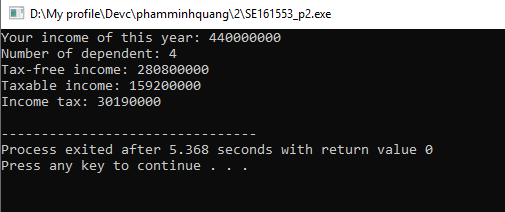 D:\My profile\Devc\phamminhquang\2\SE161553_p2.exe
Your income of this year: 440000000
Number of dependent: 4
Tax-free income: 280800000
Taxable income: 159200000
Income tax: 30190000
--------------------------------
Process exited after 5.368 seconds with return value 0
Press any key to continue . . .